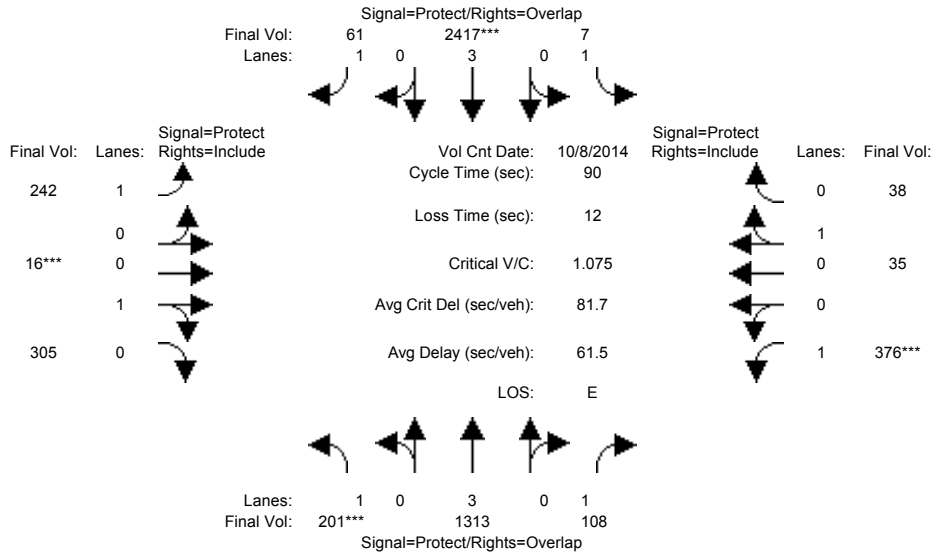 Signal=Protect/Rights=Overlap
Final Vol: 61 2417*** 7
Lanes: 1 0 3 0 1
Signal=Protect Signal=Protect
Final Vol: Lanes: Rights=Include Vol Cnt Date: 10/8/2014 Rights=Include Lanes: Final Vol:
Cycle Time (sec): 90
242 1 0 38
Loss Time (sec): 12
0 1
16*** 0 Critical V/C: 1.075 0 35
1 Avg Crit Del (sec/veh): 81.7 0
305 0 Avg Delay (sec/veh): 61.5 1 376***
LOS: E
Lanes: 1 0 3 0 1
Final Vol: 201*** 1313 108
Signal=Protect/Rights=Overlap